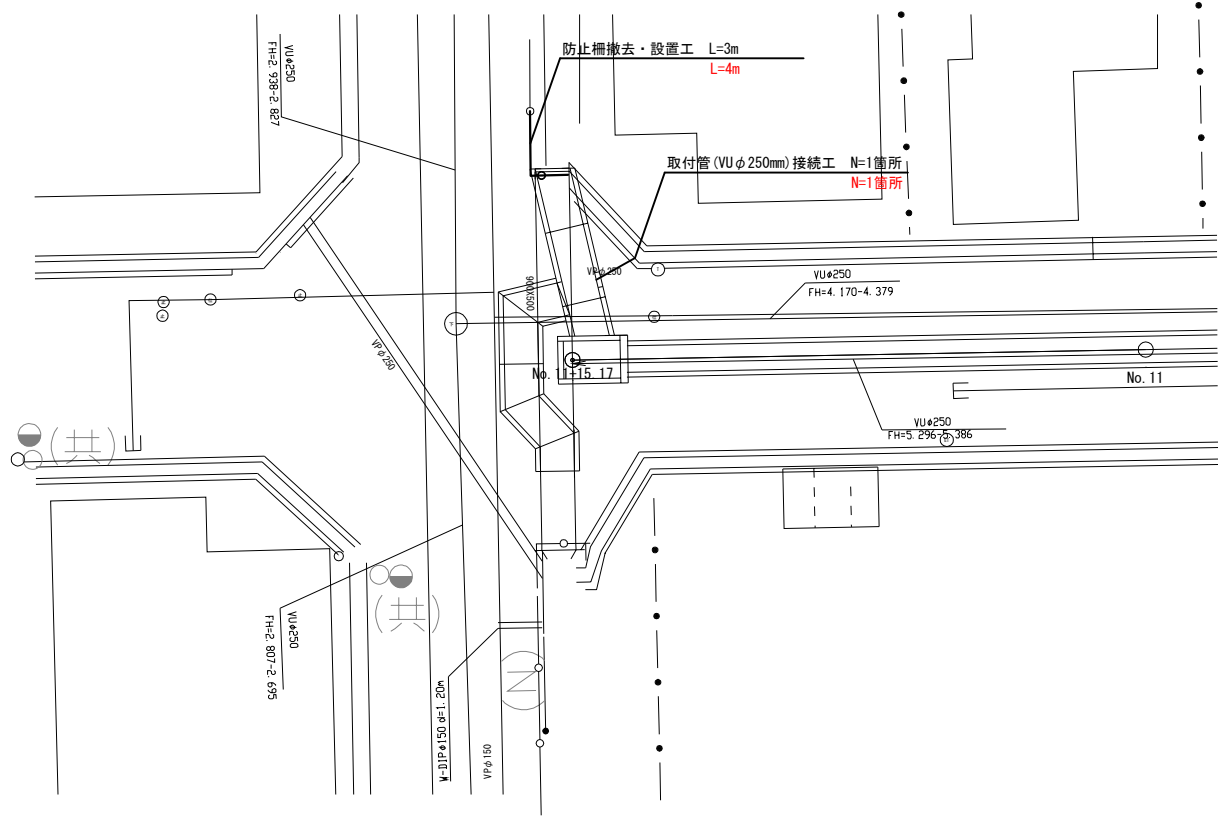 防止柵撤去・設置工 L=3m
L=4m
VUφ250
FH=2.938-2.827
取付管(VUφ250mm)接続工 N=1箇所
N=1箇所
VPφ250
VUφ250
FH=4.170-4.379
900X500
下
VPφ250
No.11+15.17
No.11
VUφ250
FH=5.296-5.386
(共)
(共)
VUφ250
FH=2.807-2.695
(N)
W-DIPφ150 d=1.20m
VPφ150